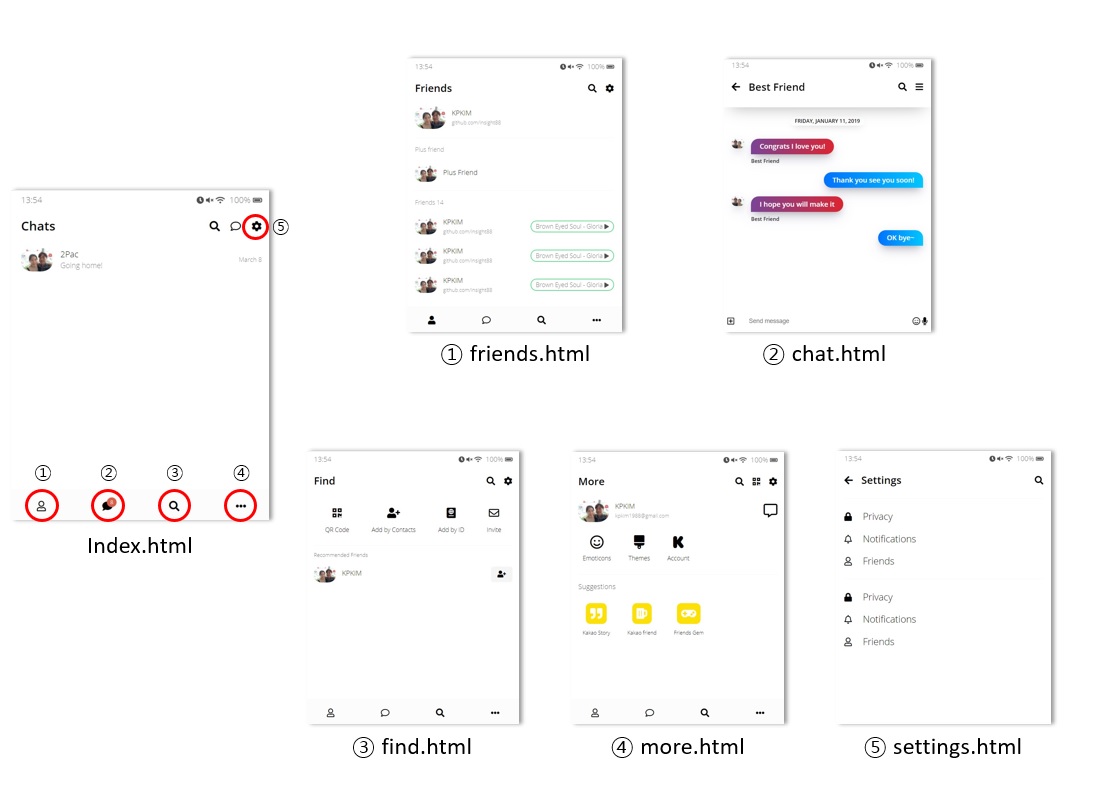 13:54
100%
Chats
⑤
2Pac
Going home!
March 8
①
②
③
④
Index.html
13:54
100%
Friends
KPKIM
github.com/insight88
Plus friend
Plus Friend
Friends 14
KPKIM
github.com/insight88
Brown Eyed Soul - Gloria ▶
KPKIM
github.com/insight88
Brown Eyed Soul - Gloria ▶
KPKIM
github.com/insight88
Brown Eyed Soul - Gloria ▶
① friends.html
13:54
100%
Best Friend
FRIDAY, JANUARY 11, 2019
Congrats I love you!
Best Friend
Thank you see you soon!
I hope you will make it
Best Friend
OK bye~
Send message
② chat.html
13:54
100%
Find
QR Code
Add by Contacts
Add by ID
Invite
Recommended Friends
KPKIM
③ find.html
13:54
100%
More
KPKIM
Emoticons
Themes
Account
Suggestions
Kakao Story
Kakao friend
Friends Gem
④ more.html
13:54
100%
Settings
Privacy
Notifications
Friends
Privacy
Notifications
Friends
⑤ settings.html